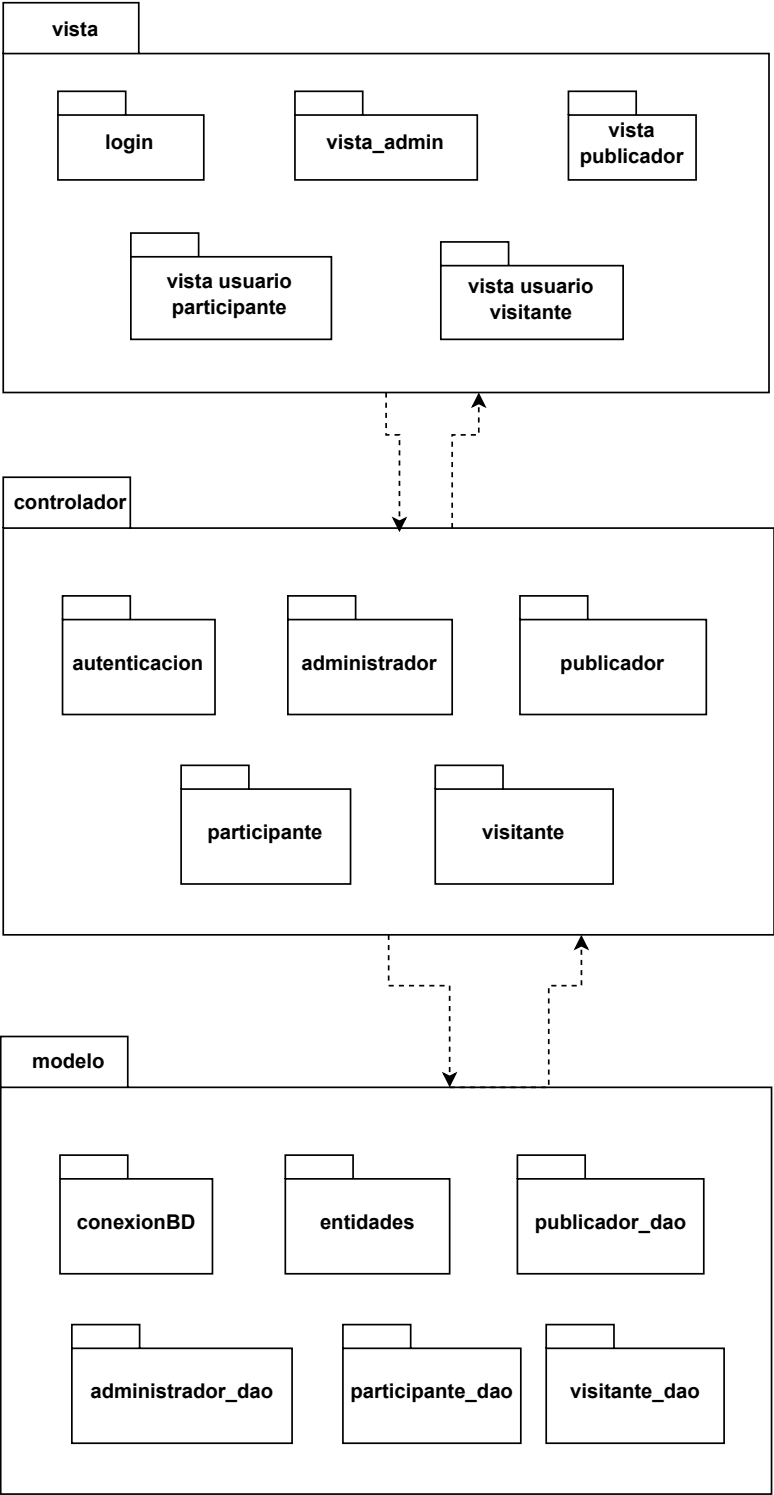 vista
login
vista_admin
vista
publicador
vista usuario
participante
vista usuario
visitante
controlador
autenticacion
administrador
publicador
participante
visitante
modelo
conexionBD
entidades
publicador_dao
administrador_dao
participante_dao
visitante_dao